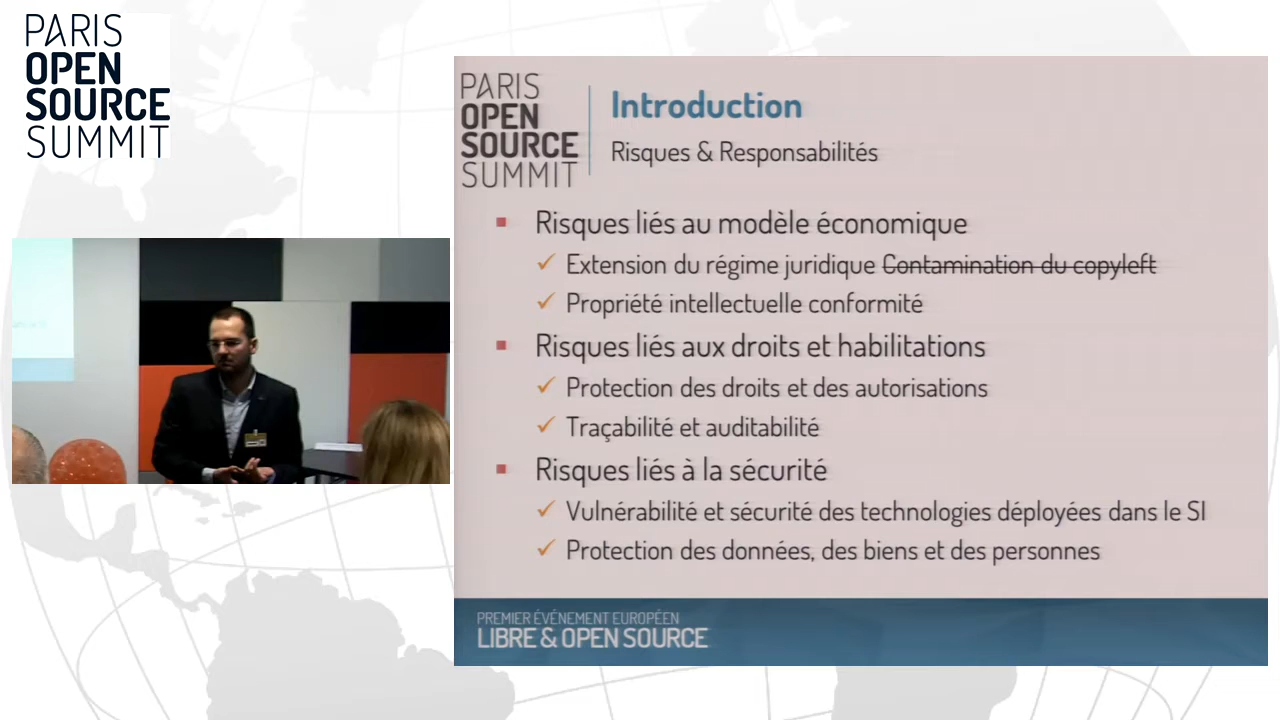 PARIS
OPEN
SOURCE
SUMMIT
PARIS
OPEN
SOURCE
SUMMIT
Introduction
Risques & Responsabilités
Risques liés au modèle économique
Extension du régime juridique Contamination du copyleft
Propriété intellectuelle conformité
Risques liés aux droits et habilitations
Protection des droits et des autorisations
Traçabilité et auditabilité
Risques liés à la sécurité
Vulnérabilité et sécurité des technologies déployées dans le SI
Protection des données, des biens et des personnes
PREMIER ÉVÉNEMENT EUROPÉEN
LIBRE & OPEN SOURCE